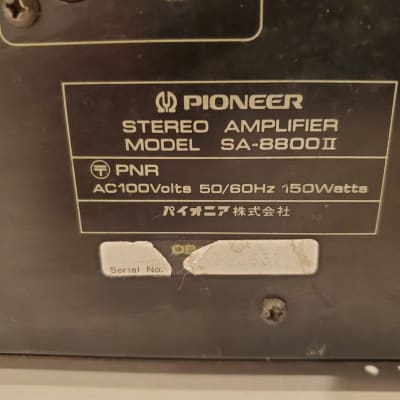 PIONEER
STEREO AMPLIFIER
MODEL SA-8800II
〒 PNR
AC100Volts 50/60Hz 150Watts
パイオニア株式会社
Serial No.